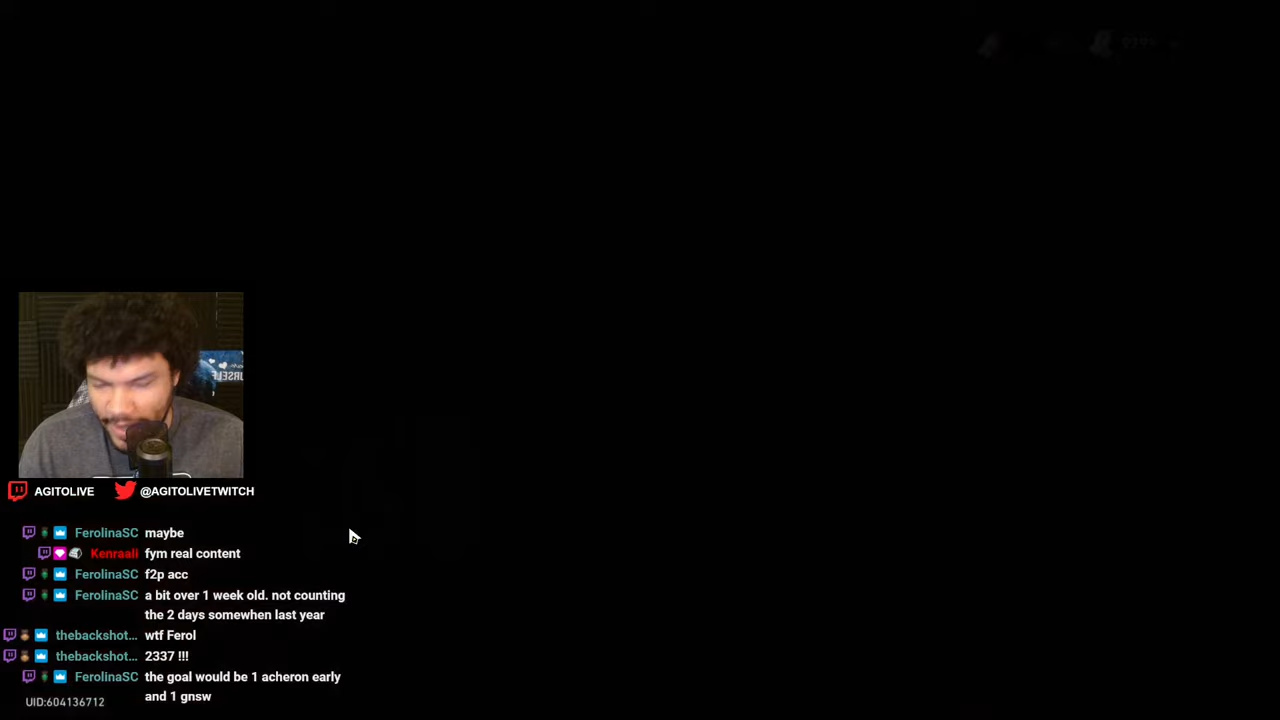 AGITOLIVE @AGITOLIVETWITCH
FerolinaSC maybe
Kenraali fym real content
FerolinaSC f2p acc
FerolinaSC a bit over 1 week old. not counting
the 2 days somewhen last year
thebackshot... wtf Ferol
thebackshot... 2337 !!!
FerolinaSC the goal would be 1 acheron early
and 1 gnsw
UID:604136712